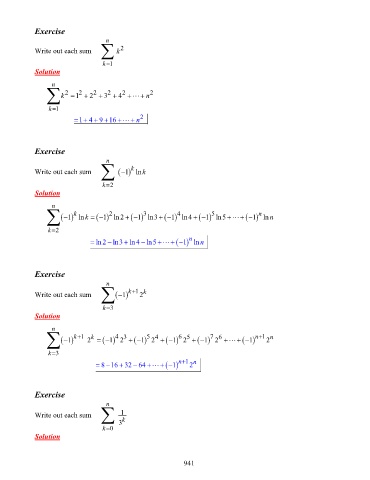 Exercise
Write out each sum \sum_{k=1}^{n} k^2
Solution
\sum_{k=1}^{n} k^2 = 1^2 + 2^2 + 2^2 + 3^2 + 4^2 + ⋯ + n^2
= 1 + 4 + 9 + 16 + ⋯ + n^2
Exercise
Write out each sum \sum_{k=2}^{n} (-1)^k \ln k
Solution
\sum_{k=2}^{n} (-1)^k \ln k = (-1)^2 \ln 2 + (-1)^3 \ln 3 + (-1)^4 \ln 4 + (-1)^5 \ln 5 + ⋯ + (-1)^n \ln n
= \ln 2 - \ln 3 + \ln 4 - \ln 5 + ⋯ + (-1)^n \ln n
Exercise
Write out each sum \sum_{k=3}^{n} (-1)^{k+1} 2^k
Solution
\sum_{k=3}^{n} (-1)^{k+1} 2^k = (-1)^4 2^3 + (-1)^5 2^4 + (-1)^6 2^5 + (-1)^7 2^6 + ⋯ + (-1)^{n+1} 2^n
= 8 - 16 + 32 - 64 + ⋯ + (-1)^{n+1} 2^n
Exercise
Write out each sum \sum_{k=0}^{n} \frac{1}{3^k}
Solution
941